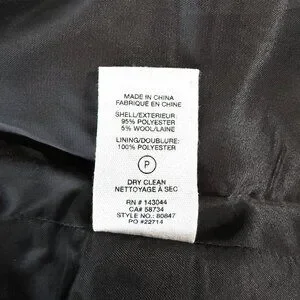 MADE IN CHINA
FABRIQUÉ EN CHINE
SHELL/EXTERIEUR:
95% POLYESTER
5% WOOL/LAINE
LINING/DOUBLURE:
100% POLYESTER
P
DRY CLEAN
NETTOYAGE À SEC
RN # 143044
CA# 58734
STYLE NO.: 80847
PO #22714